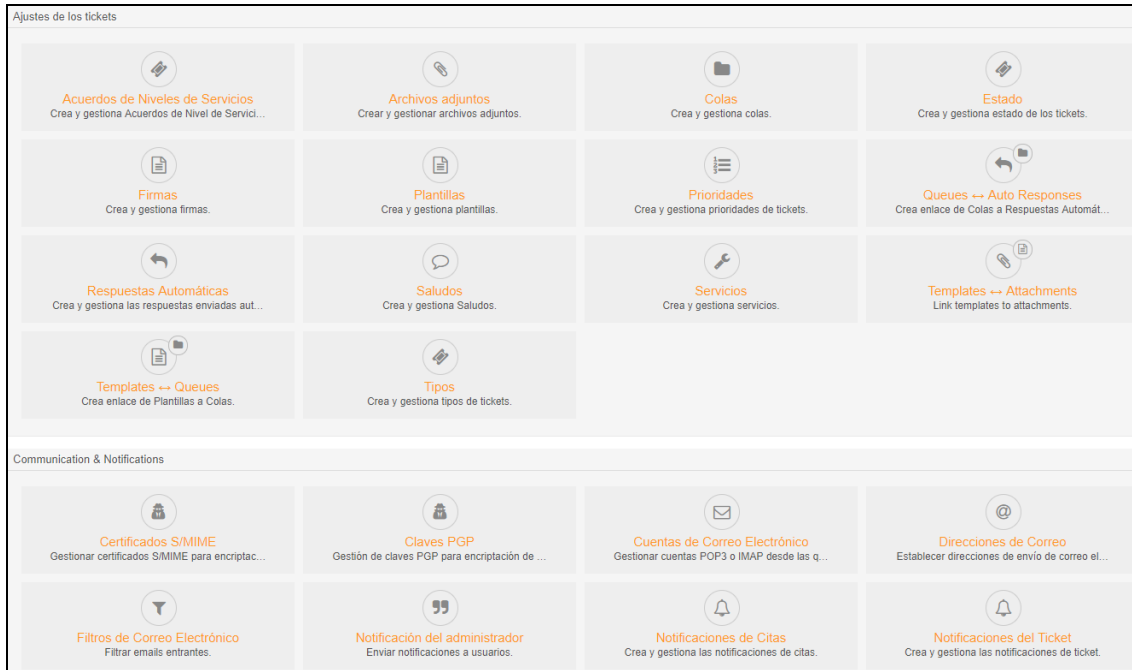 Ajustes de los tickets
Acuerdos de Niveles de Servicios
Crea y gestiona Acuerdos de Nivel de Servici...
Archivos adjuntos
Crear y gestionar archivos adjuntos.
Colas
Crea y gestiona colas.
Estado
Crea y gestiona estado de los tickets.
Firmas
Crea y gestiona firmas.
Plantillas
Crea y gestiona plantillas.
Prioridades
Crea y gestiona prioridades de tickets.
Queues ↔ Auto Responses
Crea enlace de Colas a Respuestas Automát...
Respuestas Automáticas
Crea y gestiona las respuestas enviadas aut...
Saludos
Crea y gestiona Saludos.
Servicios
Crea y gestiona servicios.
Templates ↔ Attachments
Link templates to attachments.
Templates ↔ Queues
Crea enlace de Plantillas a Colas.
Tipos
Crea y gestiona tipos de tickets.
Communication & Notifications
Certificados S/MIME
Gestionar certificados S/MIME para encriptac...
Claves PGP
Gestión de claves PGP para encriptación de ...
Cuentas de Correo Electrónico
Gestionar cuentas POP3 o IMAP desde las q...
Direcciones de Correo
Establecer direcciones de envío de correo el...
Filtros de Correo Electrónico
Filtrar emails entrantes.
Notificación del administrador
Enviar notificaciones a usuarios.
Notificaciones de Citas
Crea y gestiona las notificaciones de citas.
Notificaciones del Ticket
Crea y gestiona las notificaciones de ticket.